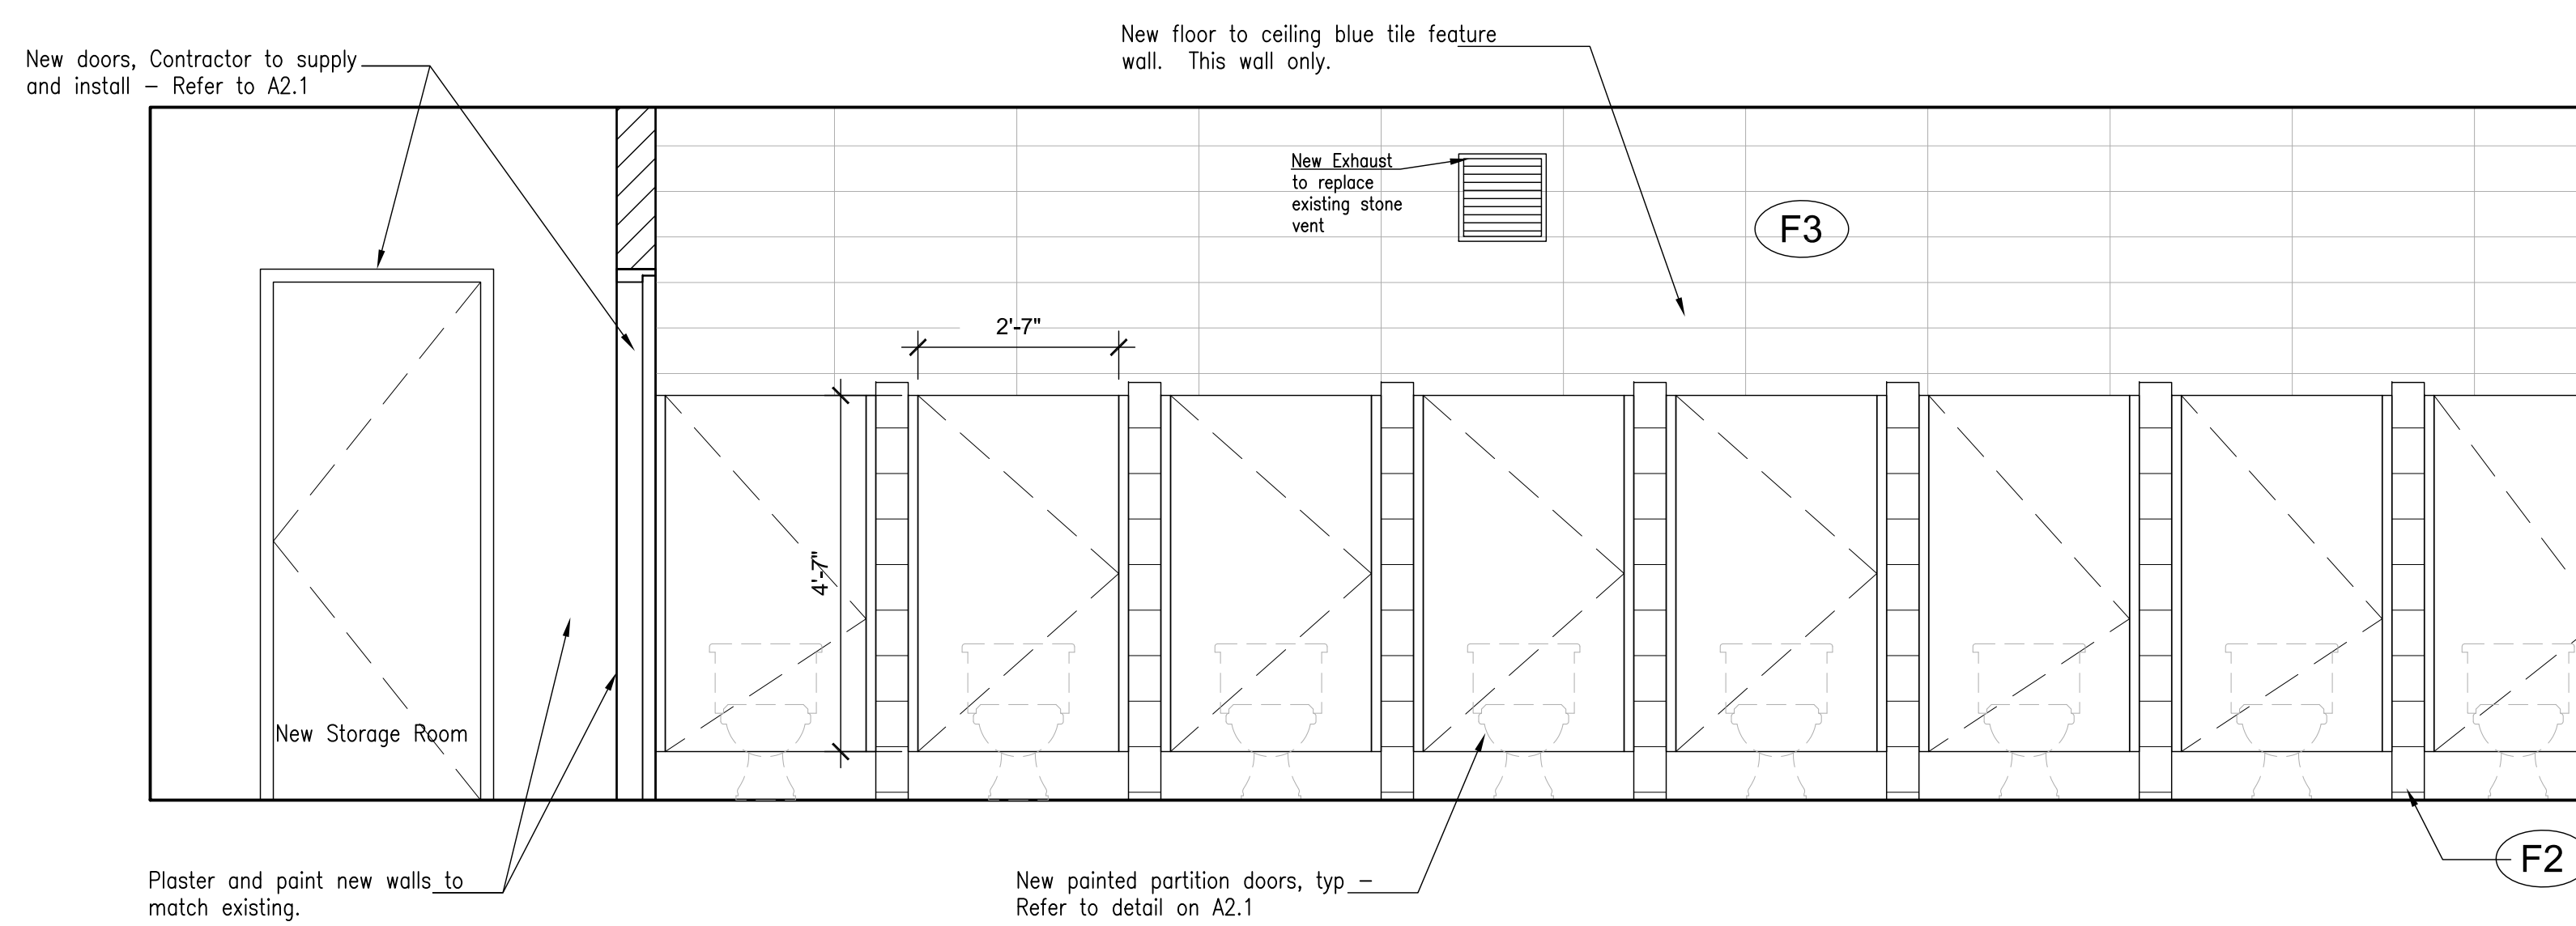 New floor to ceiling blue tile feature
wall. This wall only.
New doors, Contractor to supply
and install - Refer to A2.1
New Exhaust
to replace
existing stone
vent
F3
2'-7"
4'-7"
New Storage Room
F2
Plaster and paint new walls to
match existing.
New painted partition doors, typ -
Refer to detail on A2.1